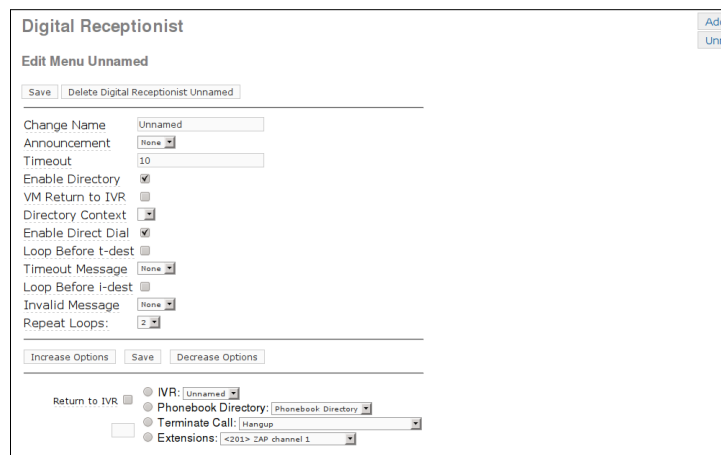 Digital Receptionist
Edit Menu Unnamed
Save Delete Digital Receptionist Unnamed
Change Name Unnamed
Announcement None
Timeout 10
Enable Directory
VM Return to IVR
Directory Context
Enable Direct Dial
Loop Before t-dest
Timeout Message None
Loop Before i-dest
Invalid Message None
Repeat Loops: 2
Increase Options Save Decrease Options
Return to IVR IVR: Unnamed
Phonebook Directory: Phonebook Directory
Terminate Call: Hangup
Extensions: <201> ZAP channel 1